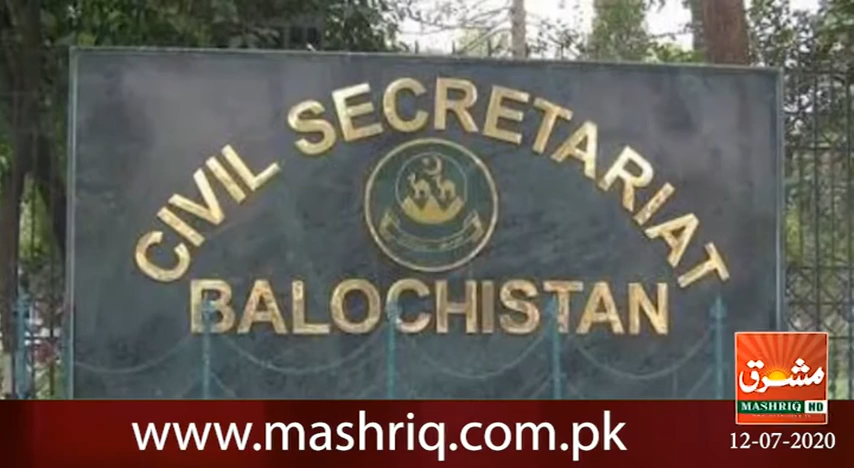 CIVIL SECRETARIAT
BALOCHISTAN
مشرق
MASHRIQ HD
www.mashriq.com.pk
12-07-2020